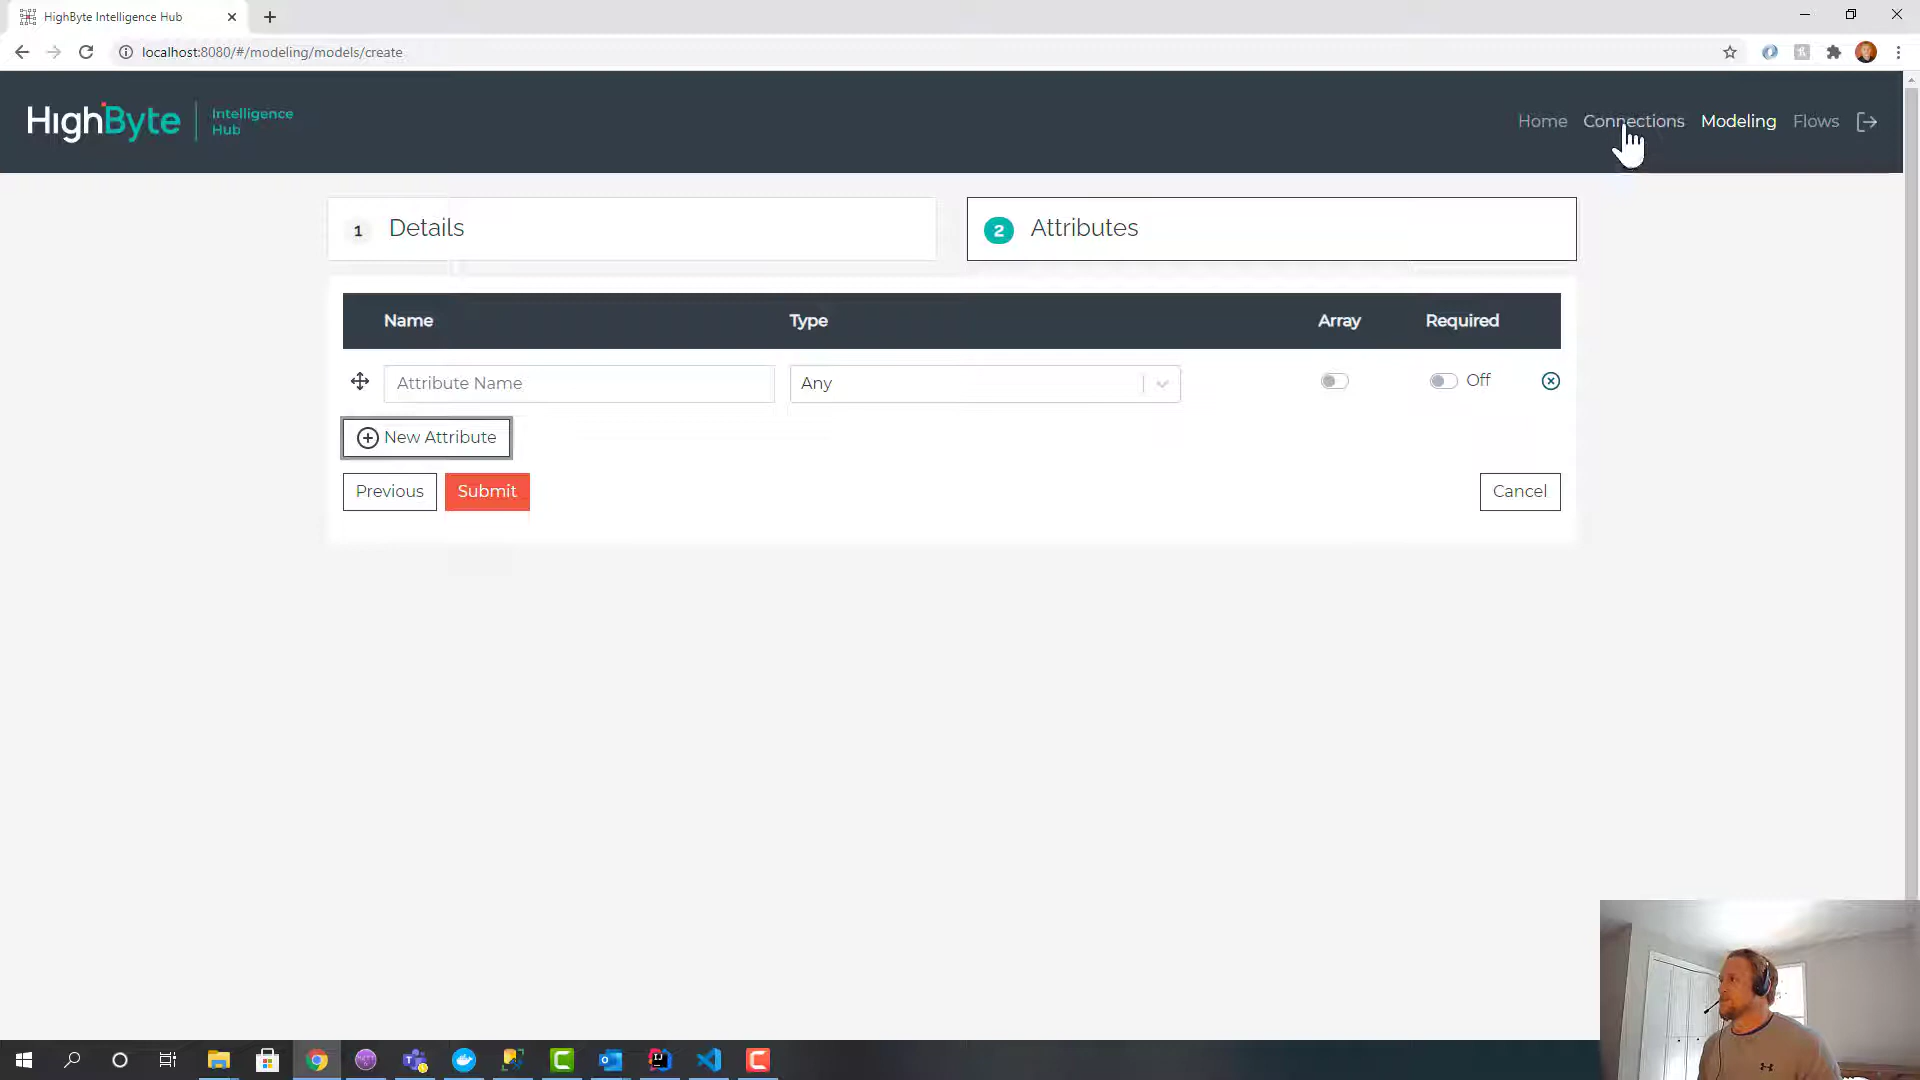 HighByte Intelligence Hub
localhost:8080/#/modeling/models/create
HighByte
Intelligence
Hub
Home Connections Modeling Flows
1 Details
2 Attributes
Name Type Array Required
Attribute Name Any Off
New Attribute
Previous Submit Cancel